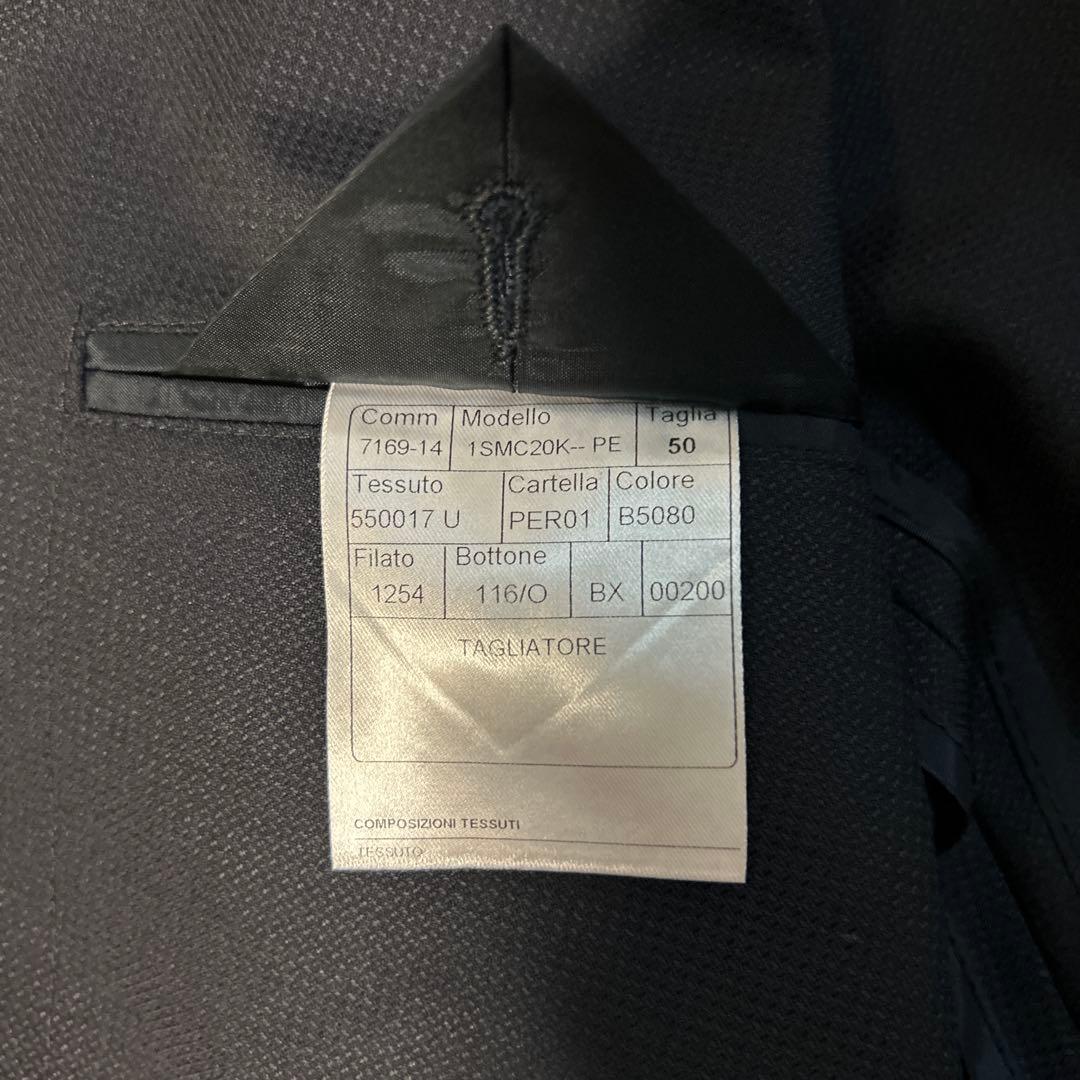 Comm Modello Taglia
7169-14 1SMC20K-- PE 50
Tessuto Cartella Colore
550017 U PER01 B5080
Filato Bottone
1254 116/O BX 00200
TAGLIATORE
COMPOSIZIONI TESSUTI
TESSUTO